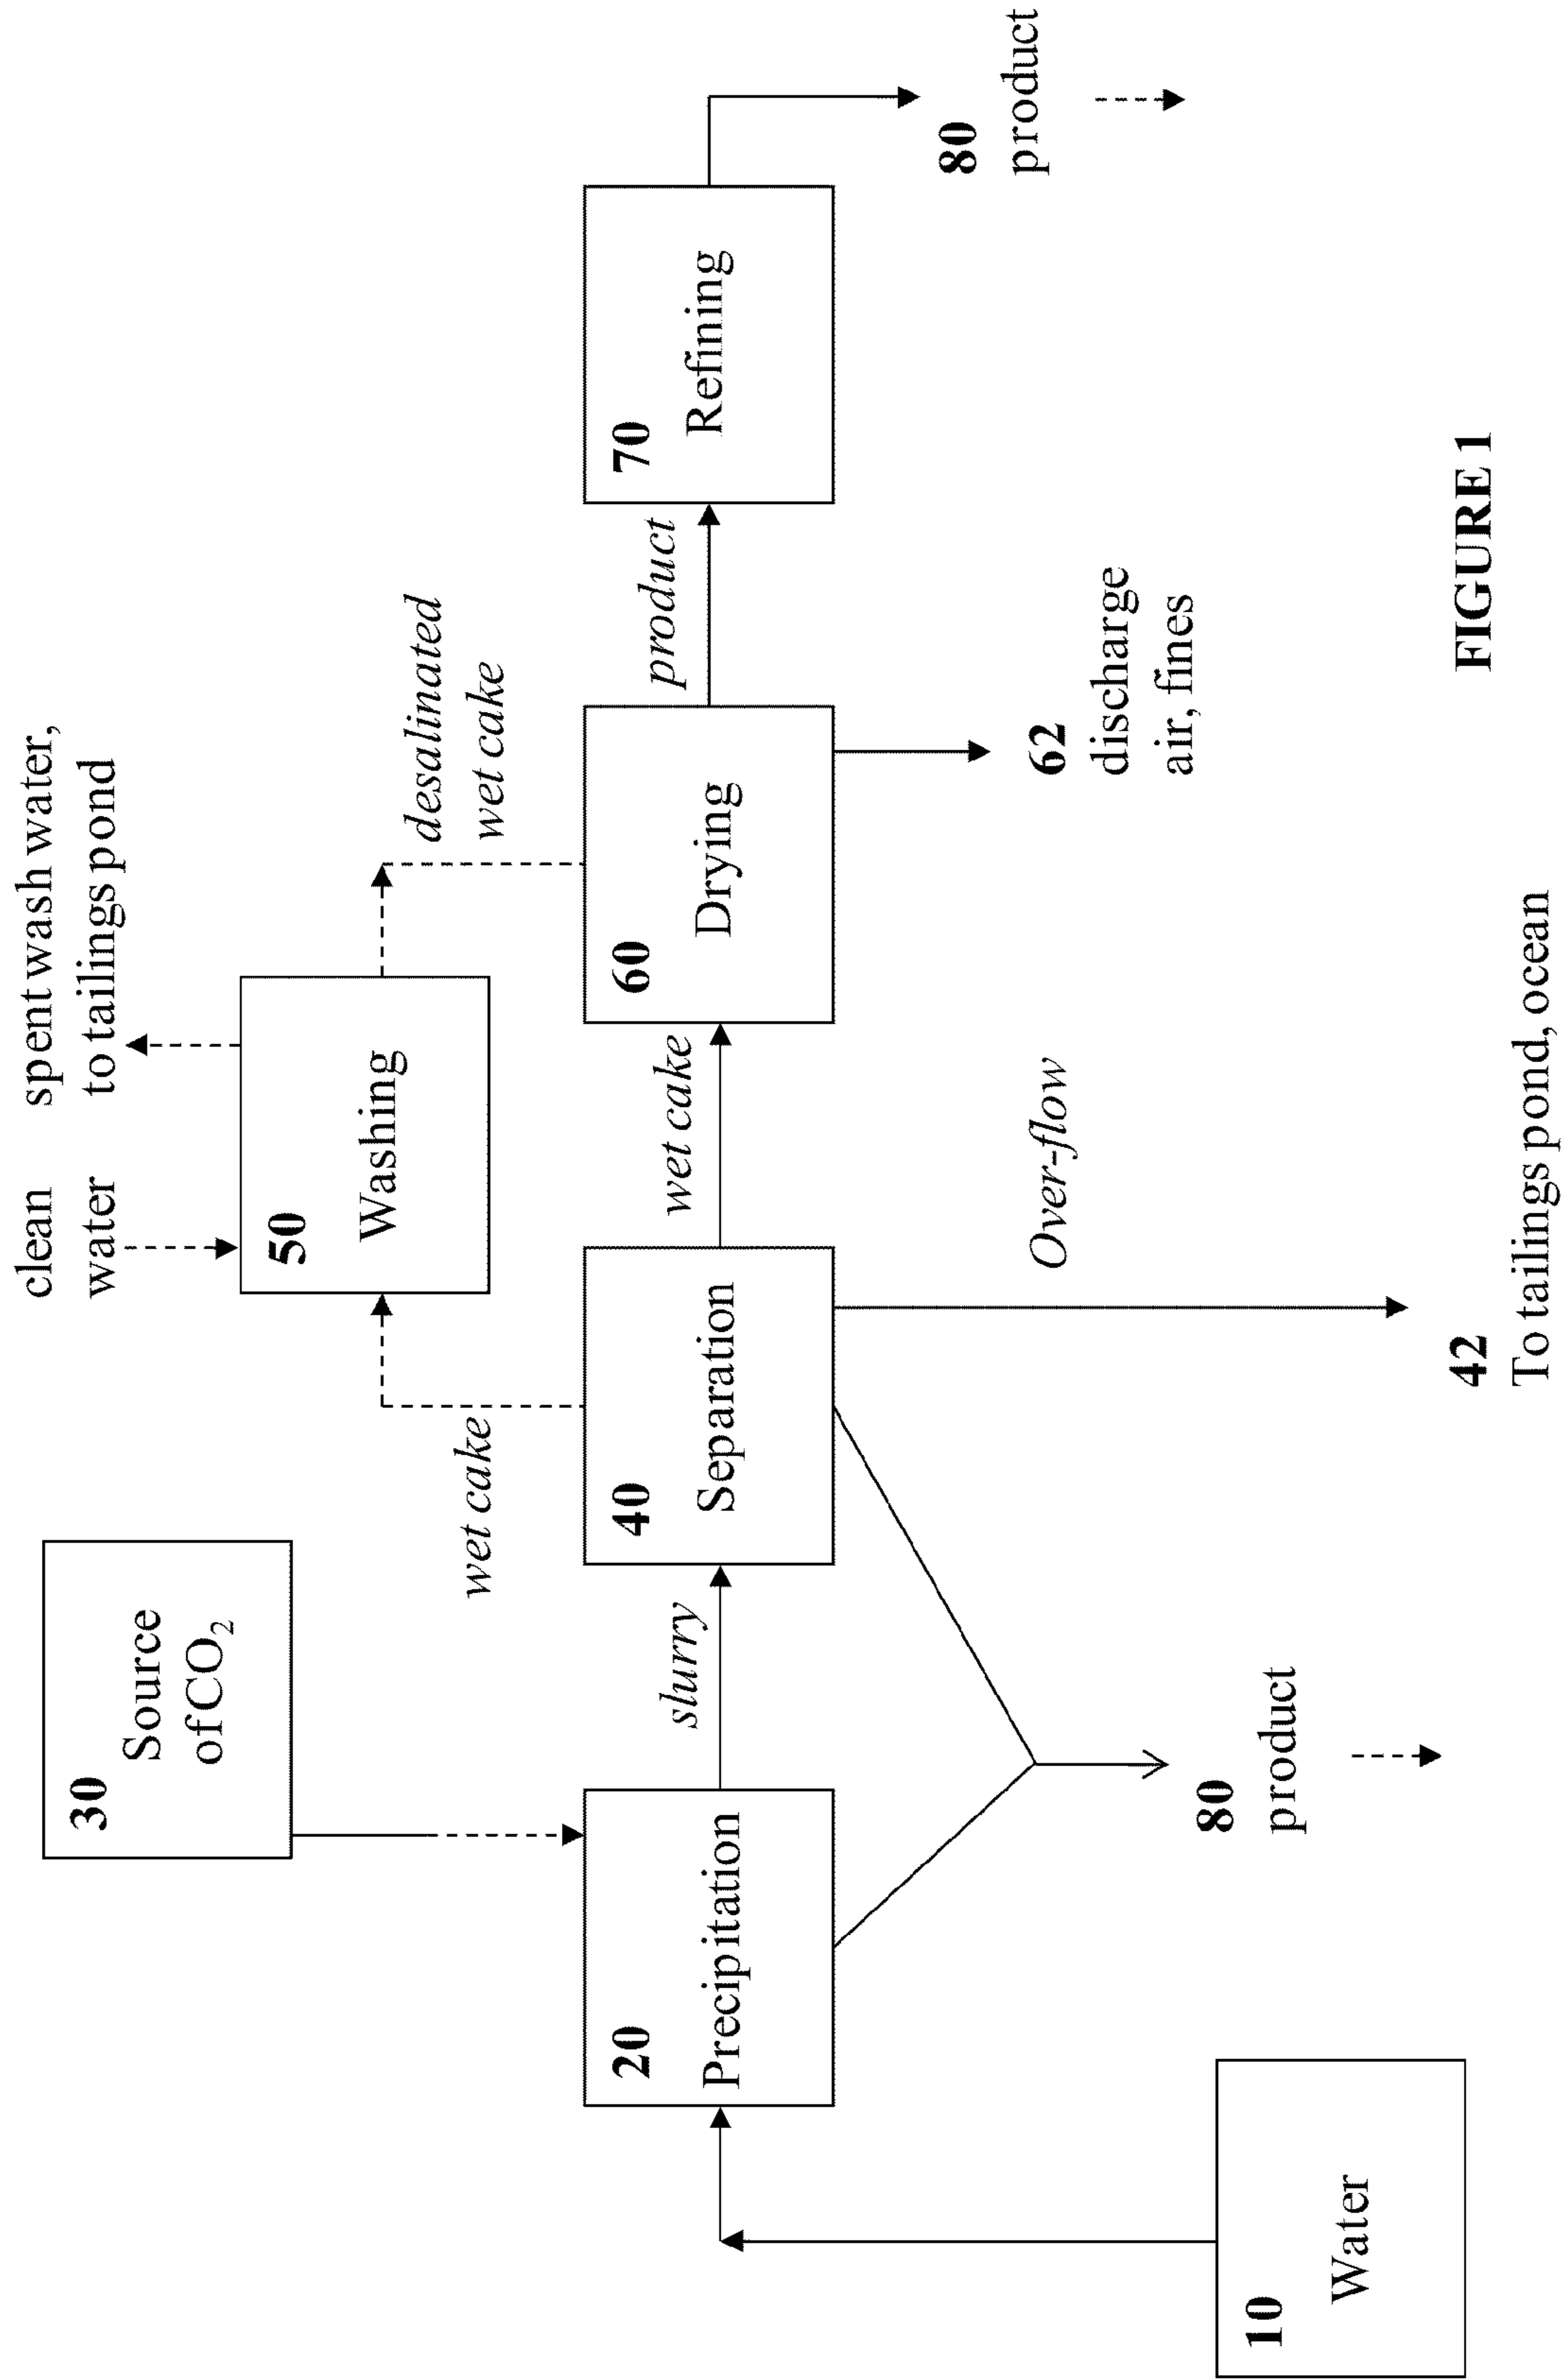 clean
water
spent wash water,
to tailings pond
30
Source
of CO2
50
Washing
wet cake
desalinated
wet cake
20
Precipitation
slurry
40
Separation
wet cake
60
Drying
product
70
Refining
10
Water
80
product
Over-flow
42
To tailings pond, ocean
62
discharge
air, fines
80
product
FIGURE 1